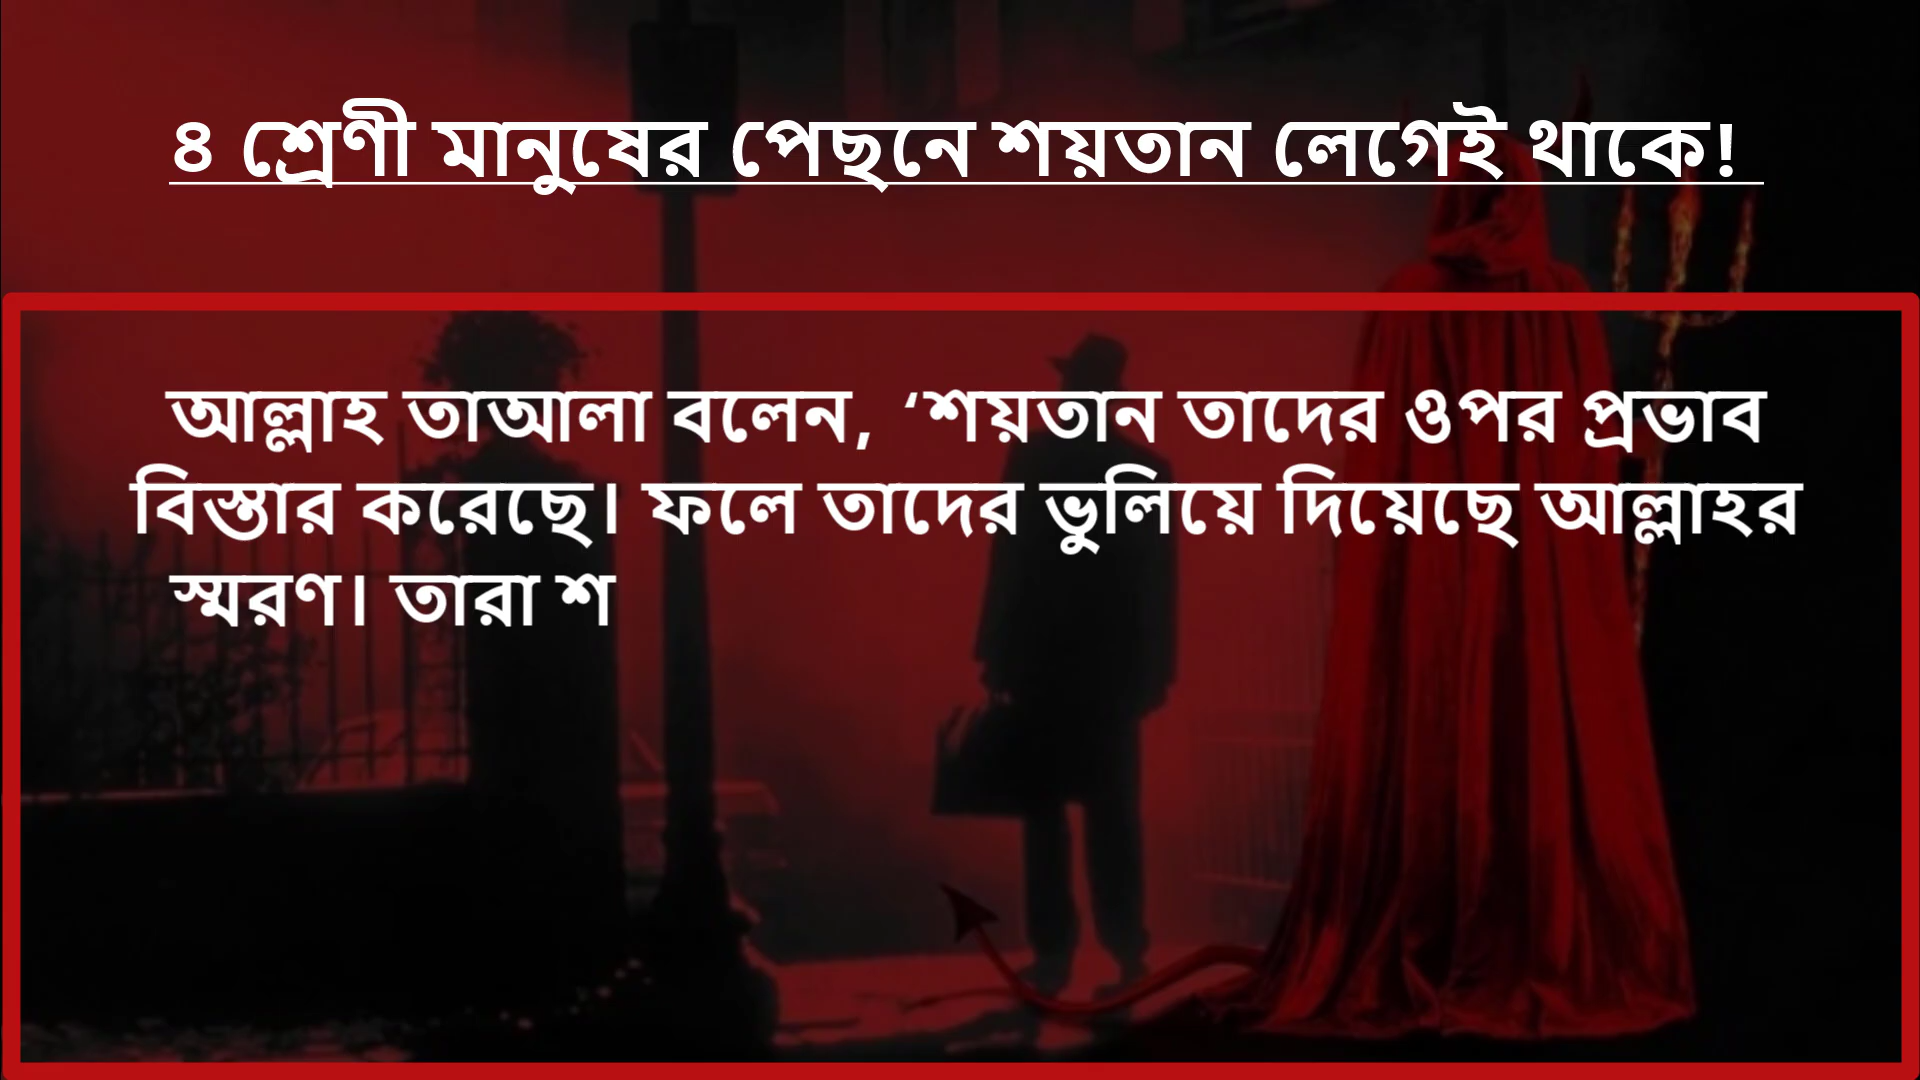 ৪ শ্রেণী মানুষের পেছনে শয়তান লেগেই থাকে!
আল্লাহ তাআলা বলেন, ‘শয়তান তাদের ওপর প্রভাব
বিস্তার করেছে। ফলে তাদের ভুলিয়ে দিয়েছে আল্লাহর
স্মরণ। তারা শ